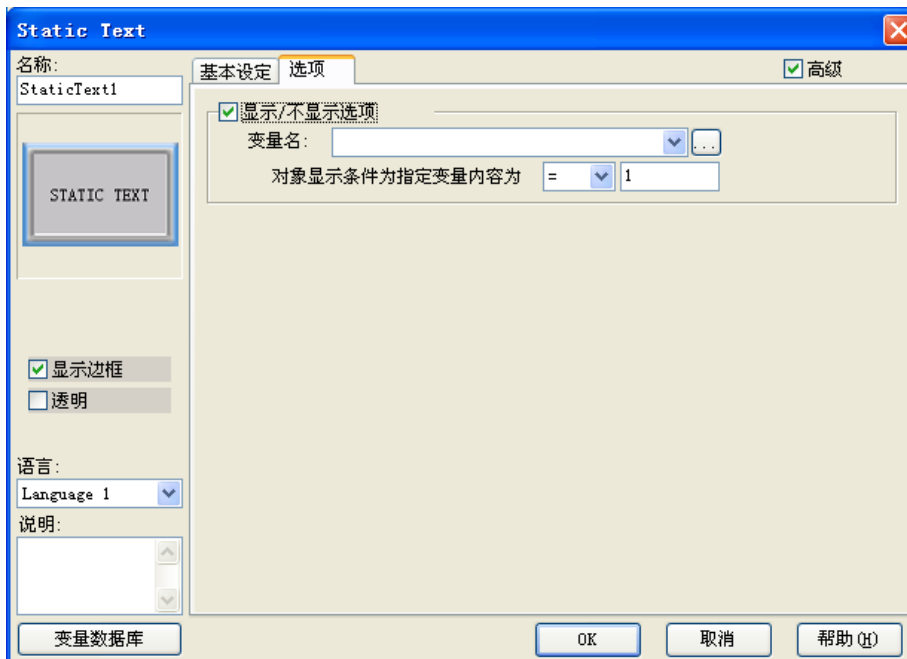 Static Text
名称:
StaticText1
基本设定
选项
高级
显示/不显示选项
变量名:
...
对象显示条件为指定变量内容为
=
1
STATIC TEXT
显示边框
透明
语言:
Language 1
说明:
变量数据库
OK
取消
帮助(H)